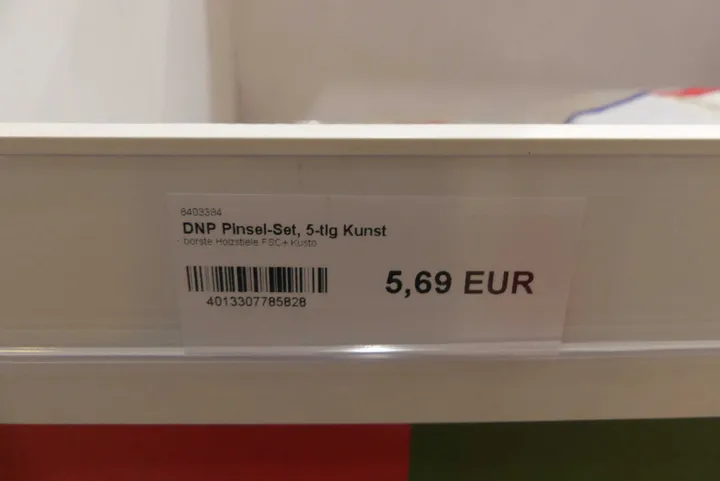 8403384
DNP Pinsel-Set, 5-tlg Kunst
borste Holzstiele FSC+ Kusto
5,69 EUR
4013307785828